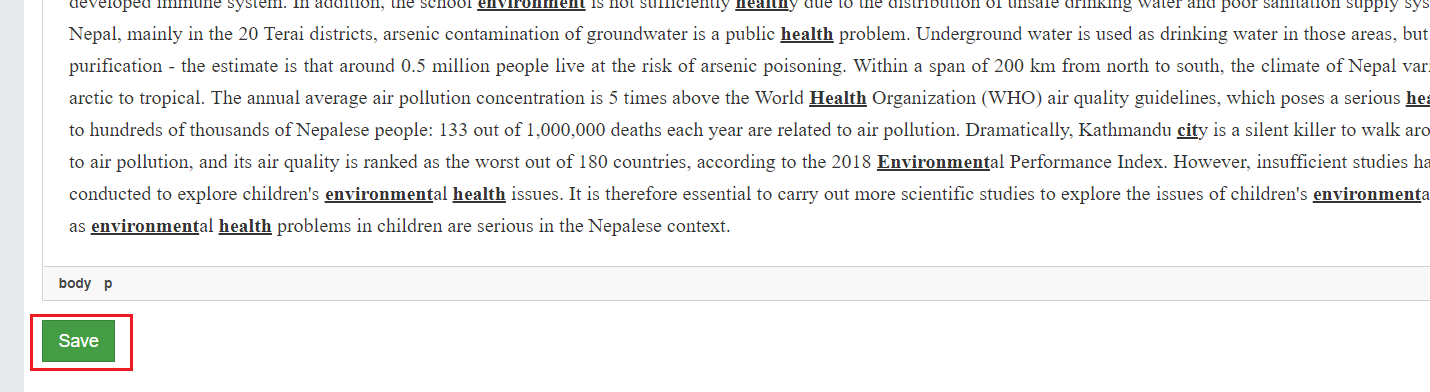 developed immune system. In addition, the school environment is not sufficiently healthy due to the distribution of unsafe drinking water and poor sanitation supply sys
Nepal, mainly in the 20 Terai districts, arsenic contamination of groundwater is a public health problem. Underground water is used as drinking water in those areas, but
purification - the estimate is that around 0.5 million people live at the risk of arsenic poisoning. Within a span of 200 km from north to south, the climate of Nepal var
arctic to tropical. The annual average air pollution concentration is 5 times above the World Health Organization (WHO) air quality guidelines, which poses a serious hea
to hundreds of thousands of Nepalese people: 133 out of 1,000,000 deaths each year are related to air pollution. Dramatically, Kathmandu city is a silent killer to walk aro
to air pollution, and its air quality is ranked as the worst out of 180 countries, according to the 2018 Environmental Performance Index. However, insufficient studies ha
conducted to explore children's environmental health issues. It is therefore essential to carry out more scientific studies to explore the issues of children's environmenta
as environmental health problems in children are serious in the Nepalese context.
body p
Save